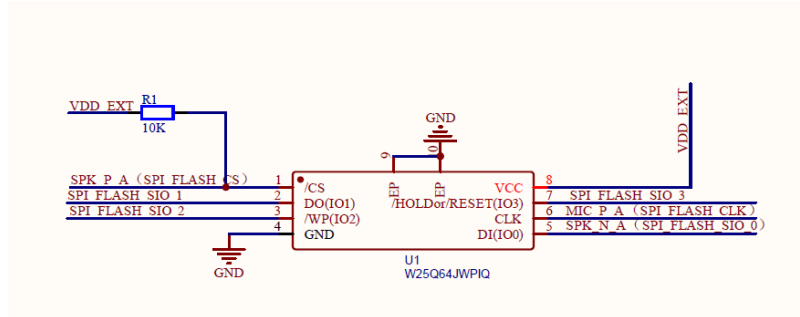 VDD_EXT
R1
10K
GND
VDD_EXT
9
10
SPK_P_A（SPI_FLASH_CS）
1
/CS
EP
EP
VCC
8
SPI_FLASH_SIO_1
2
DO(IO1)
/HOLDor/RESET(IO3)
7
SPI_FLASH_SIO_3
SPI_FLASH_SIO_2
3
/WP(IO2)
CLK
6
MIC_P_A（SPI_FLASH_CLK）
4
GND
DI(IO0)
5
SPK_N_A（SPI_FLASH_SIO_0）
GND
U1
W25Q64JWPIQ